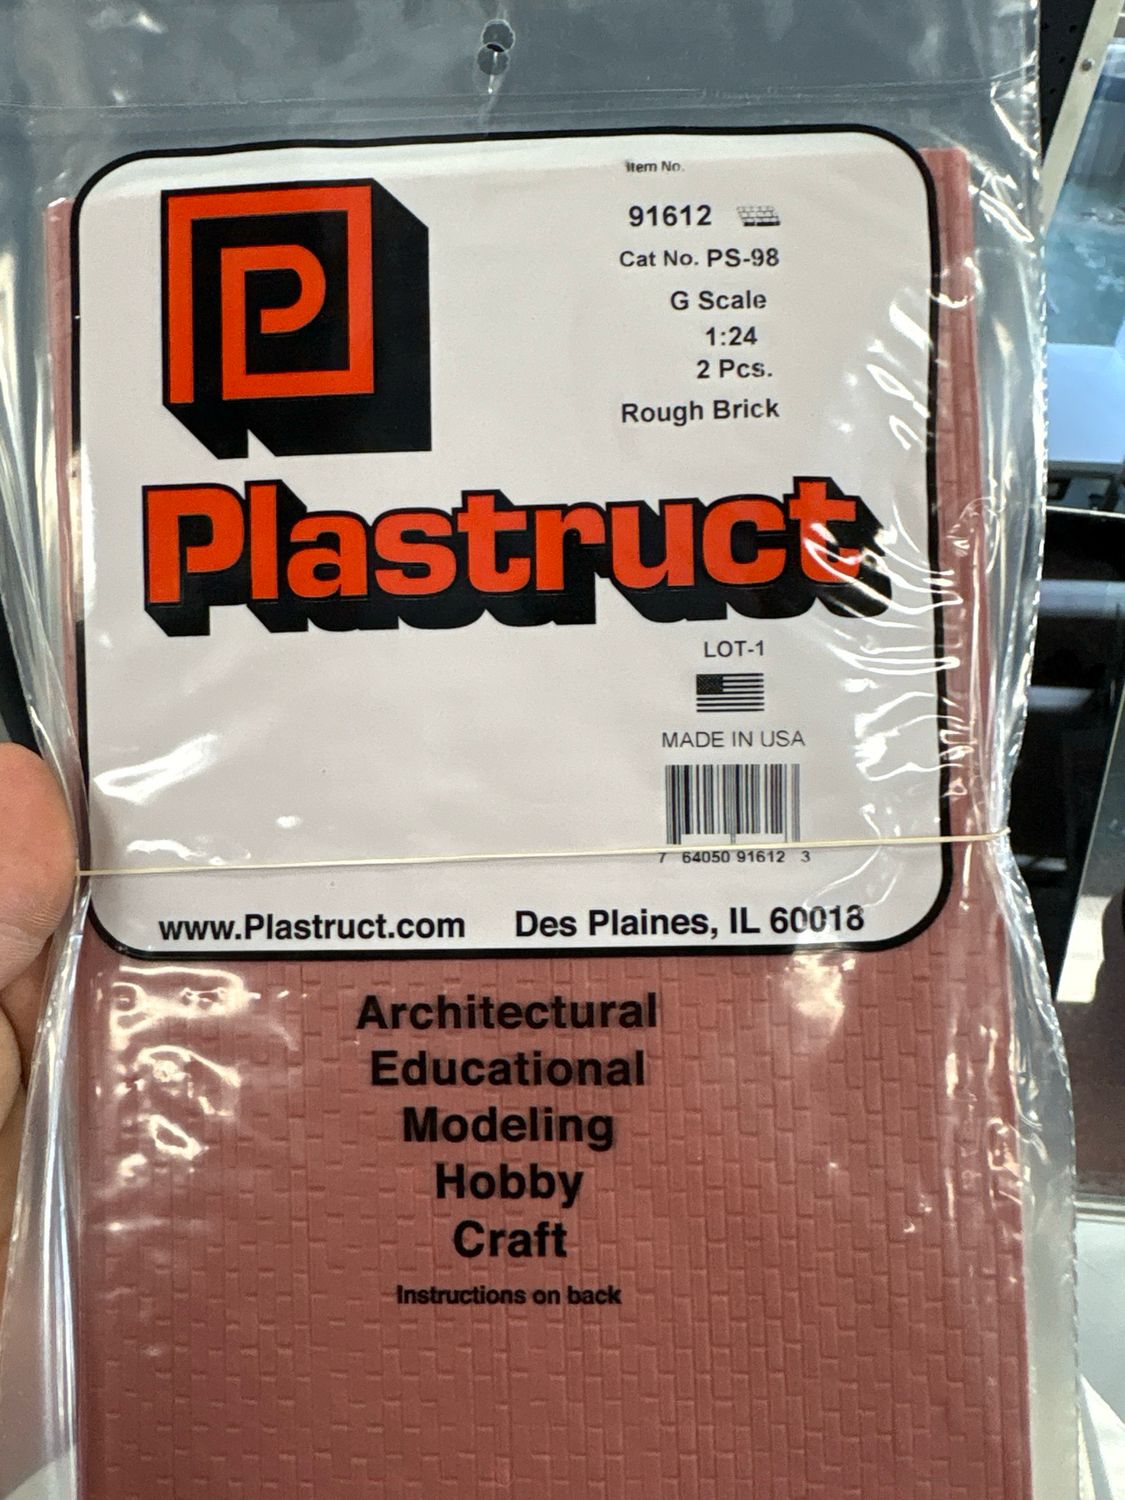 Item No.
91612
Cat No. PS-98
G Scale
1:24
2 Pcs.
Rough Brick
P
Plastruct
LOT-1
MADE IN USA
7 64050 91612 3
www.Plastruct.com Des Plaines, IL 60018
Architectural
Educational
Modeling
Hobby
Craft
Instructions on back